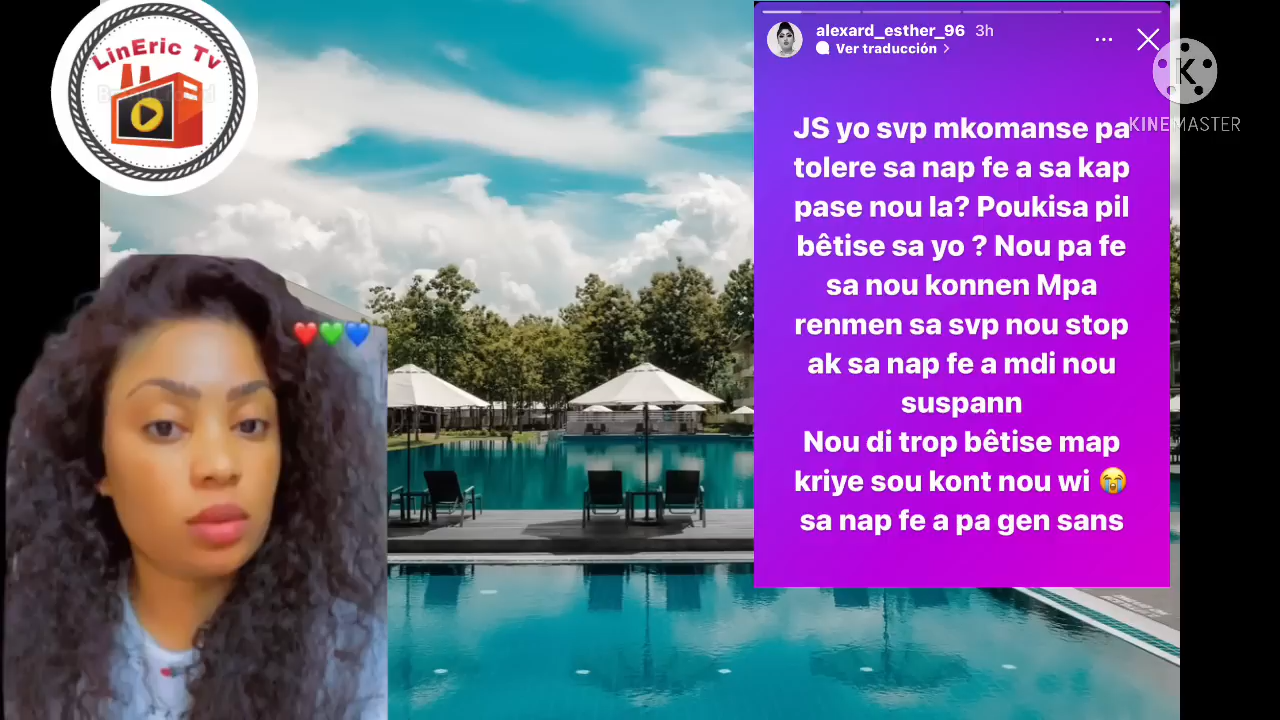 LinEric Tv
alexard_esther_96 3h
Ver traducción >
KINEMASTER
JS yo svp mkomanse pa
tolere sa nap fe a sa kap
pase nou la? Poukisa pil
bêtise sa yo ? Nou pa fe
sa nou konnen Mpa
renmen sa svp nou stop
ak sa nap fe a mdi nou
suspann
Nou di trop bêtise map
kriye sou kont nou wi 😭
sa nap fe a pa gen sans